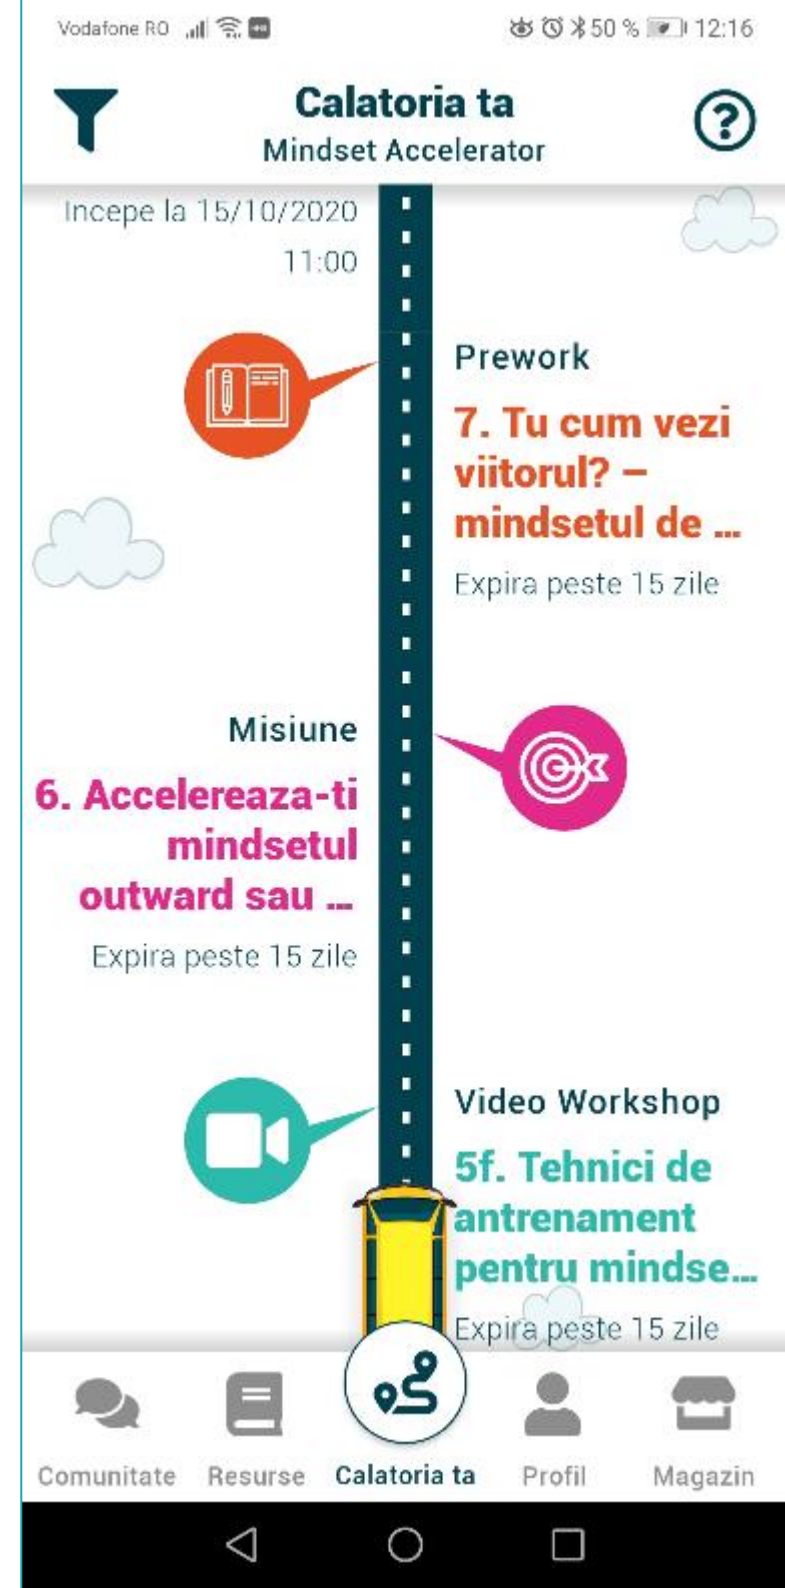 Vodafone RO
50 %
12:16
Calatoria ta
Mindset Accelerator
Incepe la 15/10/2020
11:00
Prework
7. Tu cum vezi
viitorul? –
mindsetul de ...
Expira peste 15 zile
Misiune
6. Accelereaza-ti
mindsetul
outward sau ...
Expira peste 15 zile
Video Workshop
5f. Tehnici de
antrenament
pentru mindse...
Expira peste 15 zile
Comunitate
Resurse
Calatoria ta
Profil
Magazin